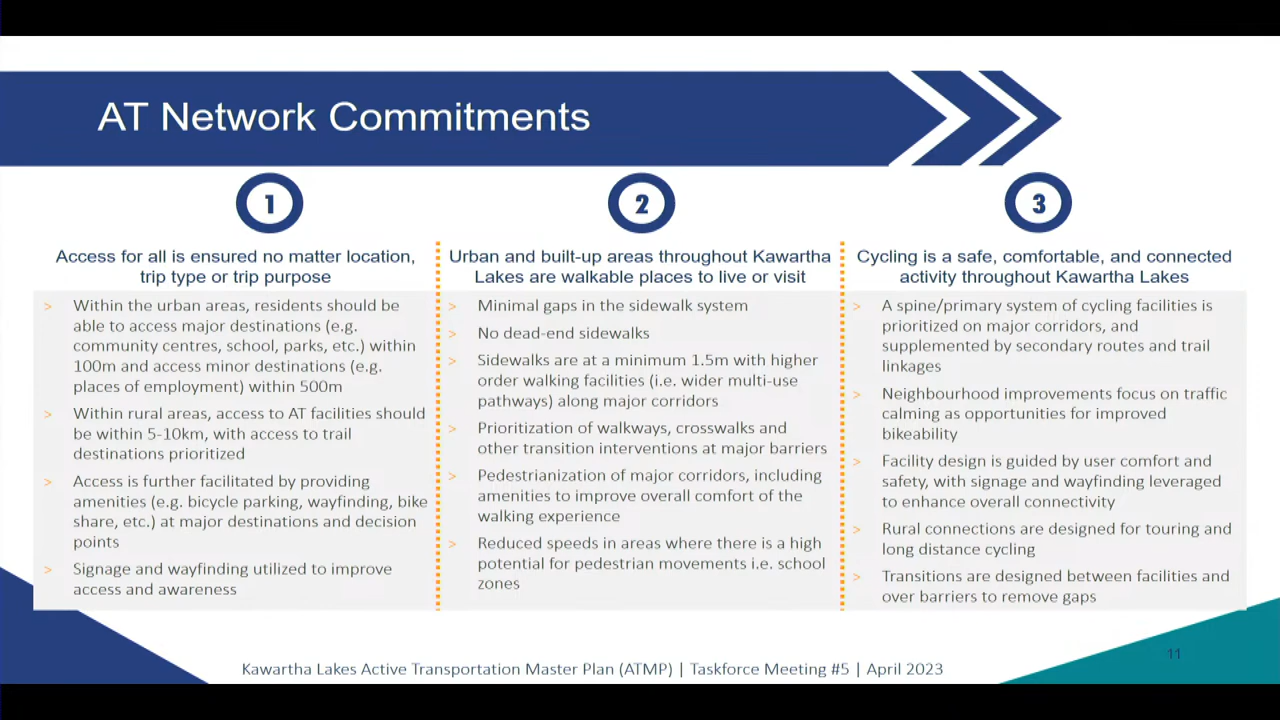 AT Network Commitments
1
Access for all is ensured no matter location,
trip type or trip purpose
> Within the urban areas, residents should be
able to access major destinations (e.g.
community centres, school, parks, etc.) within
100m and access minor destinations (e.g.
places of employment) within 500m
> Within rural areas, access to AT facilities should
be within 5-10km, with access to trail
destinations prioritized
> Access is further facilitated by providing
amenities (e.g. bicycle parking, wayfinding, bike
share, etc.) at major destinations and decision
points
> Signage and wayfinding utilized to improve
access and awareness
2
Urban and built-up areas throughout Kawartha
Lakes are walkable places to live or visit
> Minimal gaps in the sidewalk system
> No dead-end sidewalks
> Sidewalks are at a minimum 1.5m with higher
order walking facilities (i.e. wider multi-use
pathways) along major corridors
> Prioritization of walkways, crosswalks and
other transition interventions at major barriers
> Pedestrianization of major corridors, including
amenities to improve overall comfort of the
walking experience
> Reduced speeds in areas where there is a high
potential for pedestrian movements i.e. school
zones
3
Cycling is a safe, comfortable, and connected
activity throughout Kawartha Lakes
> A spine/primary system of cycling facilities is
prioritized on major corridors, and
supplemented by secondary routes and trail
linkages
> Neighbourhood improvements focus on traffic
calming as opportunities for improved
bikeability
> Facility design is guided by user comfort and
safety, with signage and wayfinding leveraged
to enhance overall connectivity
> Rural connections are designed for touring and
long distance cycling
> Transitions are designed between facilities and
over barriers to remove gaps
Kawartha Lakes Active Transportation Master Plan (ATMP) | Taskforce Meeting #5 | April 2023
11